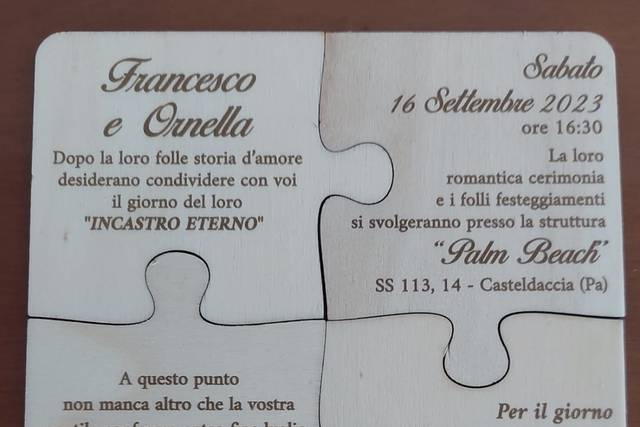 Francesco
e Ornella
Dopo la loro folle storia d'amore
desiderano condividere con voi
il giorno del loro
"INCASTRO ETERNO"
Sabato
16 Settembre 2023
ore 16:30
La loro
romantica cerimonia
e i folli festeggiamenti
si svolgeranno presso la struttura
"Palm Beach"
SS 113, 14 - Casteldaccia (Pa)
A questo punto
non manca altro che la vostra
Per il giorno